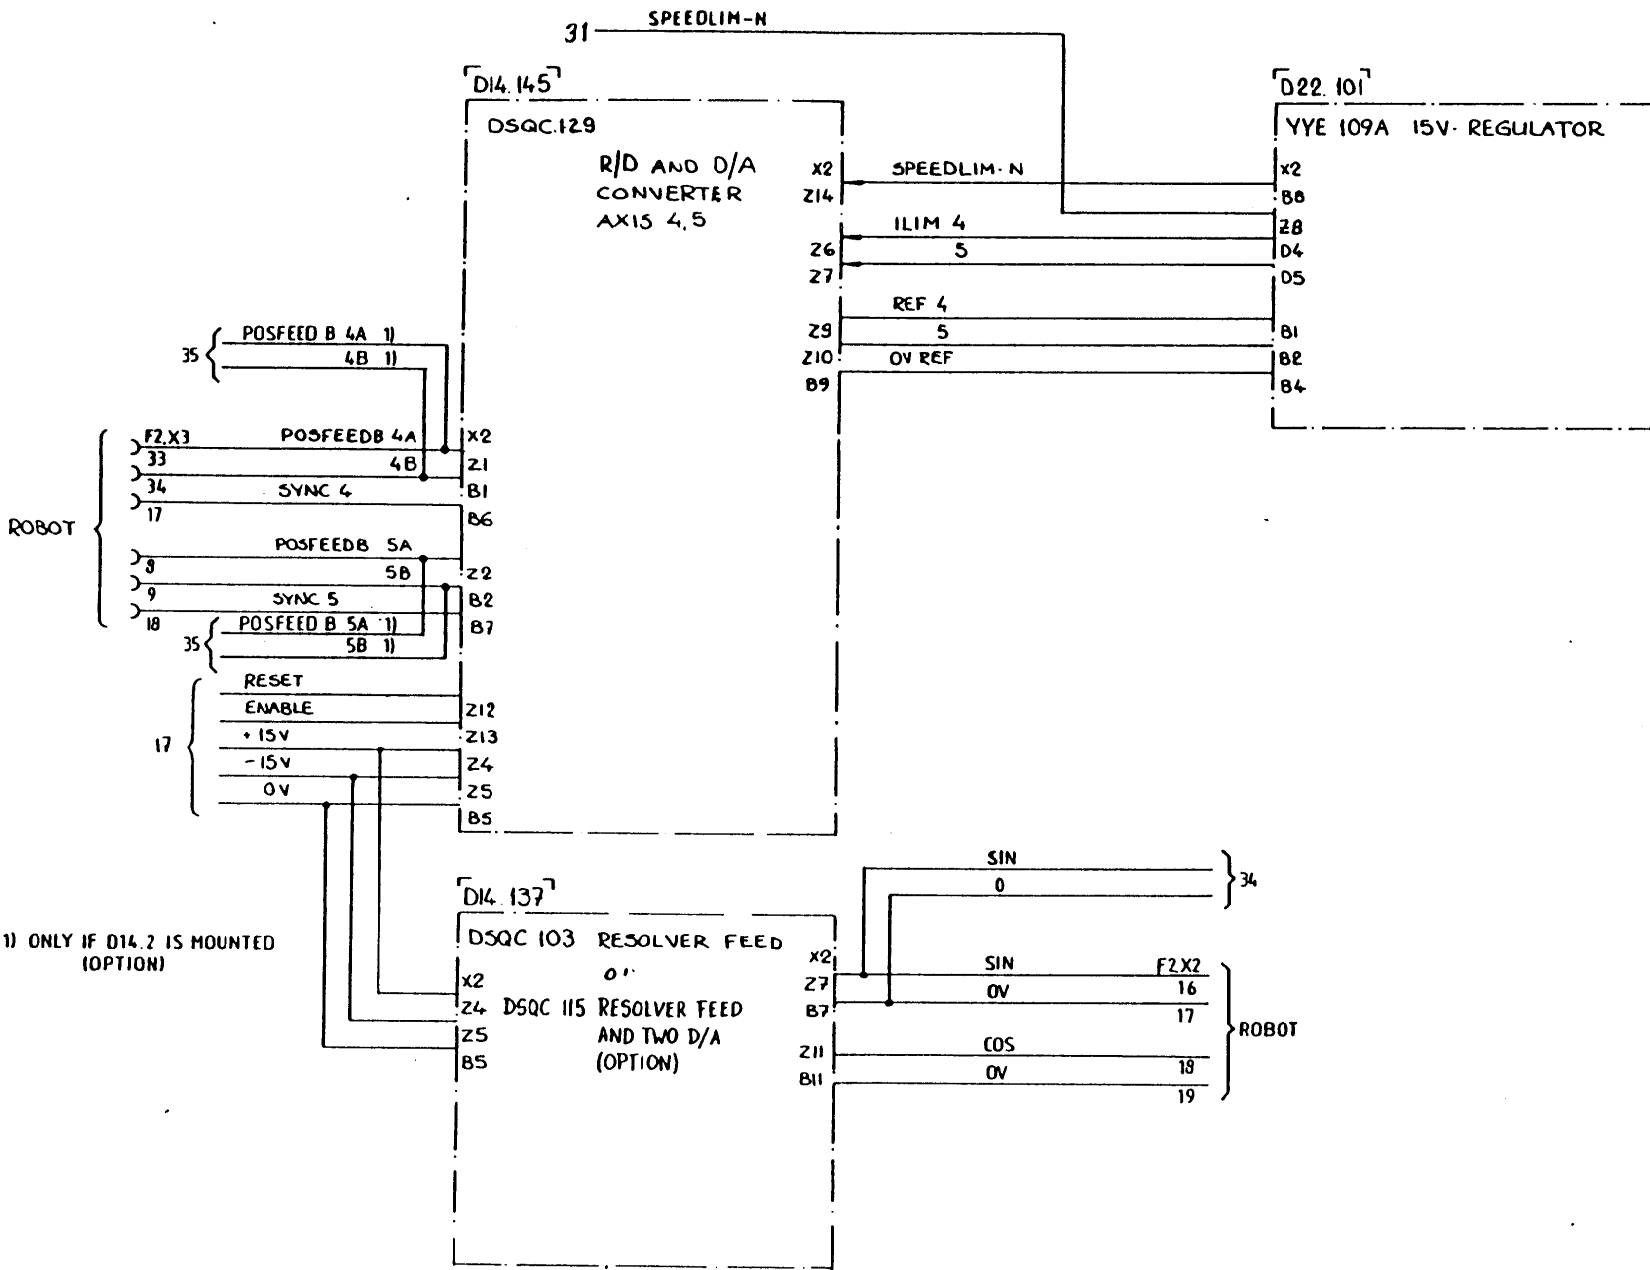 SPEEDLIM-N
31
D14.145
DSQC.129
R/D AND D/A
CONVERTER
AXIS 4,5
X2
Z14
Z6
Z7
Z9
Z10
B9
SPEEDLIM-N
ILIM 4
5
REF 4
5
0V REF
D22.101
YYE 109A 15V REGULATOR
X2
B8
Z8
D4
D5
B1
B2
B4
35
POSFEED B 4A 1)
4B 1)
ROBOT
F2.X3
33
34
17
8
9
18
POSFEEDB 4A
4B
SYNC 4
POSFEEDB 5A
5B
SYNC 5
X2
Z1
B1
B6
Z2
B2
B7
35
POSFEED B 5A 1)
5B 1)
17
RESET
ENABLE
+ 15V
- 15V
0V
Z12
Z13
Z4
Z5
B5
1) ONLY IF D14.2 IS MOUNTED
(OPTION)
D14.137
DSQC 103 RESOLVER FEED
DSQC 115 RESOLVER FEED
AND TWO D/A
(OPTION)
X2
Z4
Z5
B5
X2
Z7
B7
Z11
B11
SIN
0
34
SIN
0V
COS
0V
F2.X2
16
17
18
19
ROBOT